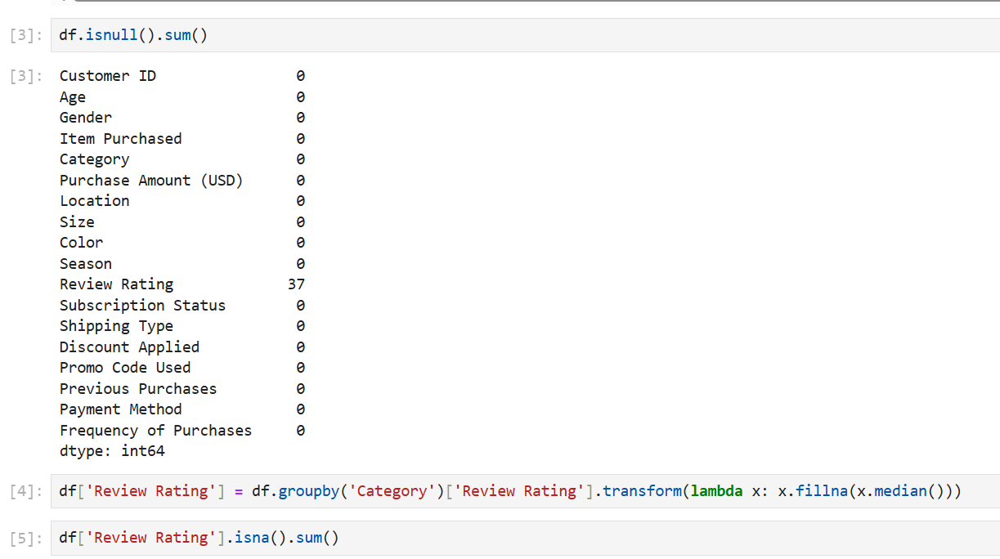 [3]: df.isnull().sum()
[3]: Customer ID 0
Age 0
Gender 0
Item Purchased 0
Category 0
Purchase Amount (USD) 0
Location 0
Size 0
Color 0
Season 0
Review Rating 37
Subscription Status 0
Shipping Type 0
Discount Applied 0
Promo Code Used 0
Previous Purchases 0
Payment Method 0
Frequency of Purchases 0
dtype: int64
[4]: df['Review Rating'] = df.groupby('Category')['Review Rating'].transform(lambda x: x.fillna(x.median()))
[5]: df['Review Rating'].isna().sum()